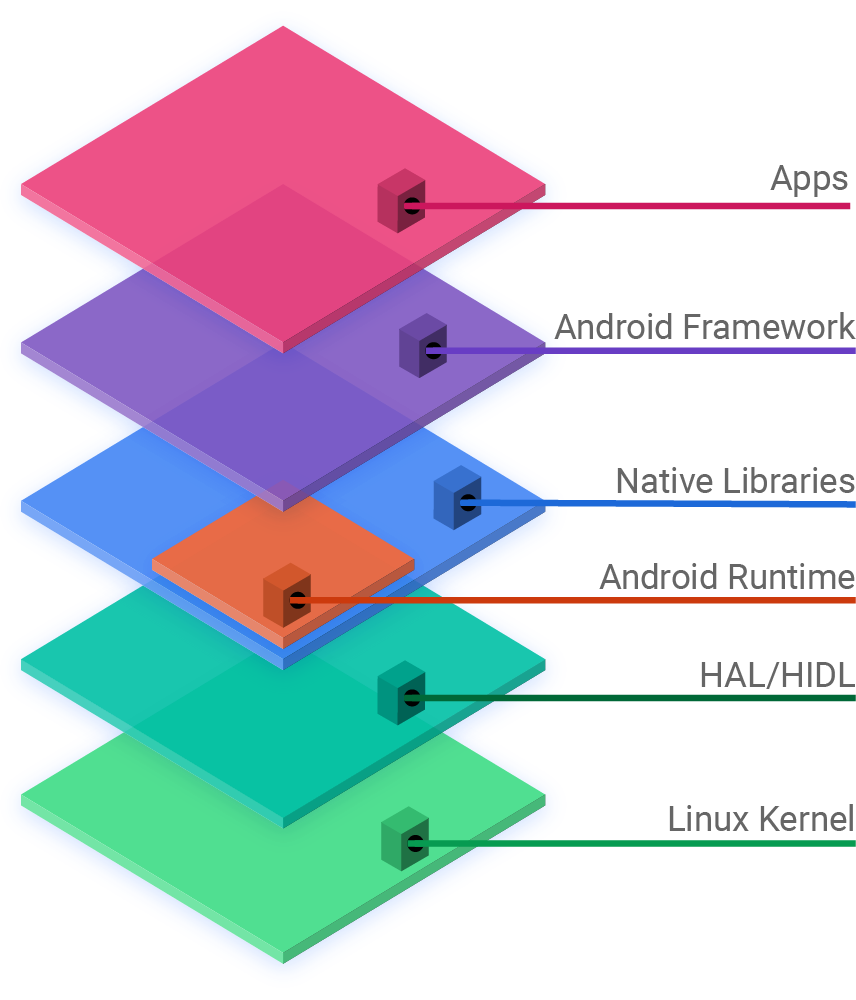 Apps
Android Framework
Native Libraries
Android Runtime
HAL/HIDL
Linux Kernel